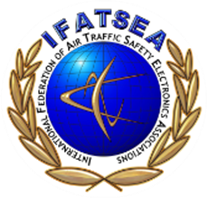 IFATSEA
INTERNATIONAL FEDERATION OF AIR TRAFFIC SAFETY ELECTRONICS ASSOCIATIONS